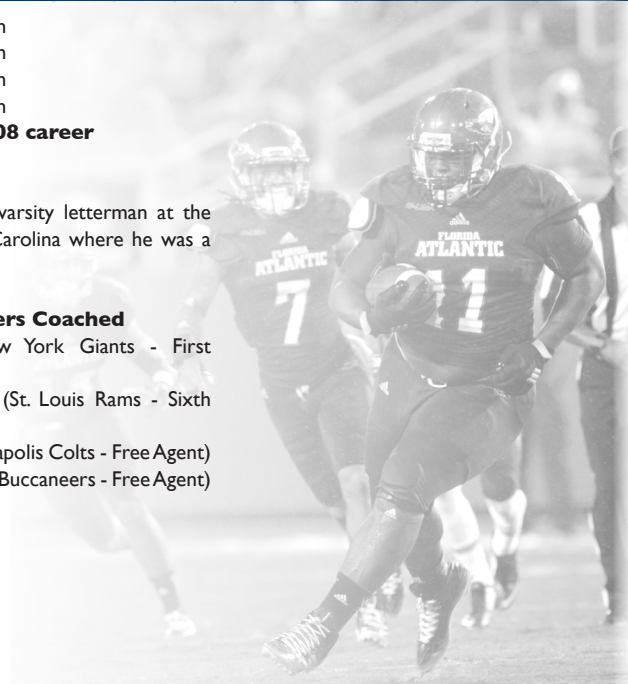 n
n
n
n
08 career
varsity letterman at the
Carolina where he was a
ers Coached
w York Giants - First
(St. Louis Rams - Sixth
apolis Colts - Free Agent)
Buccaneers - Free Agent)
FLORIDA
ATLANTIC
7
FLORIDA
ATLANTIC
11